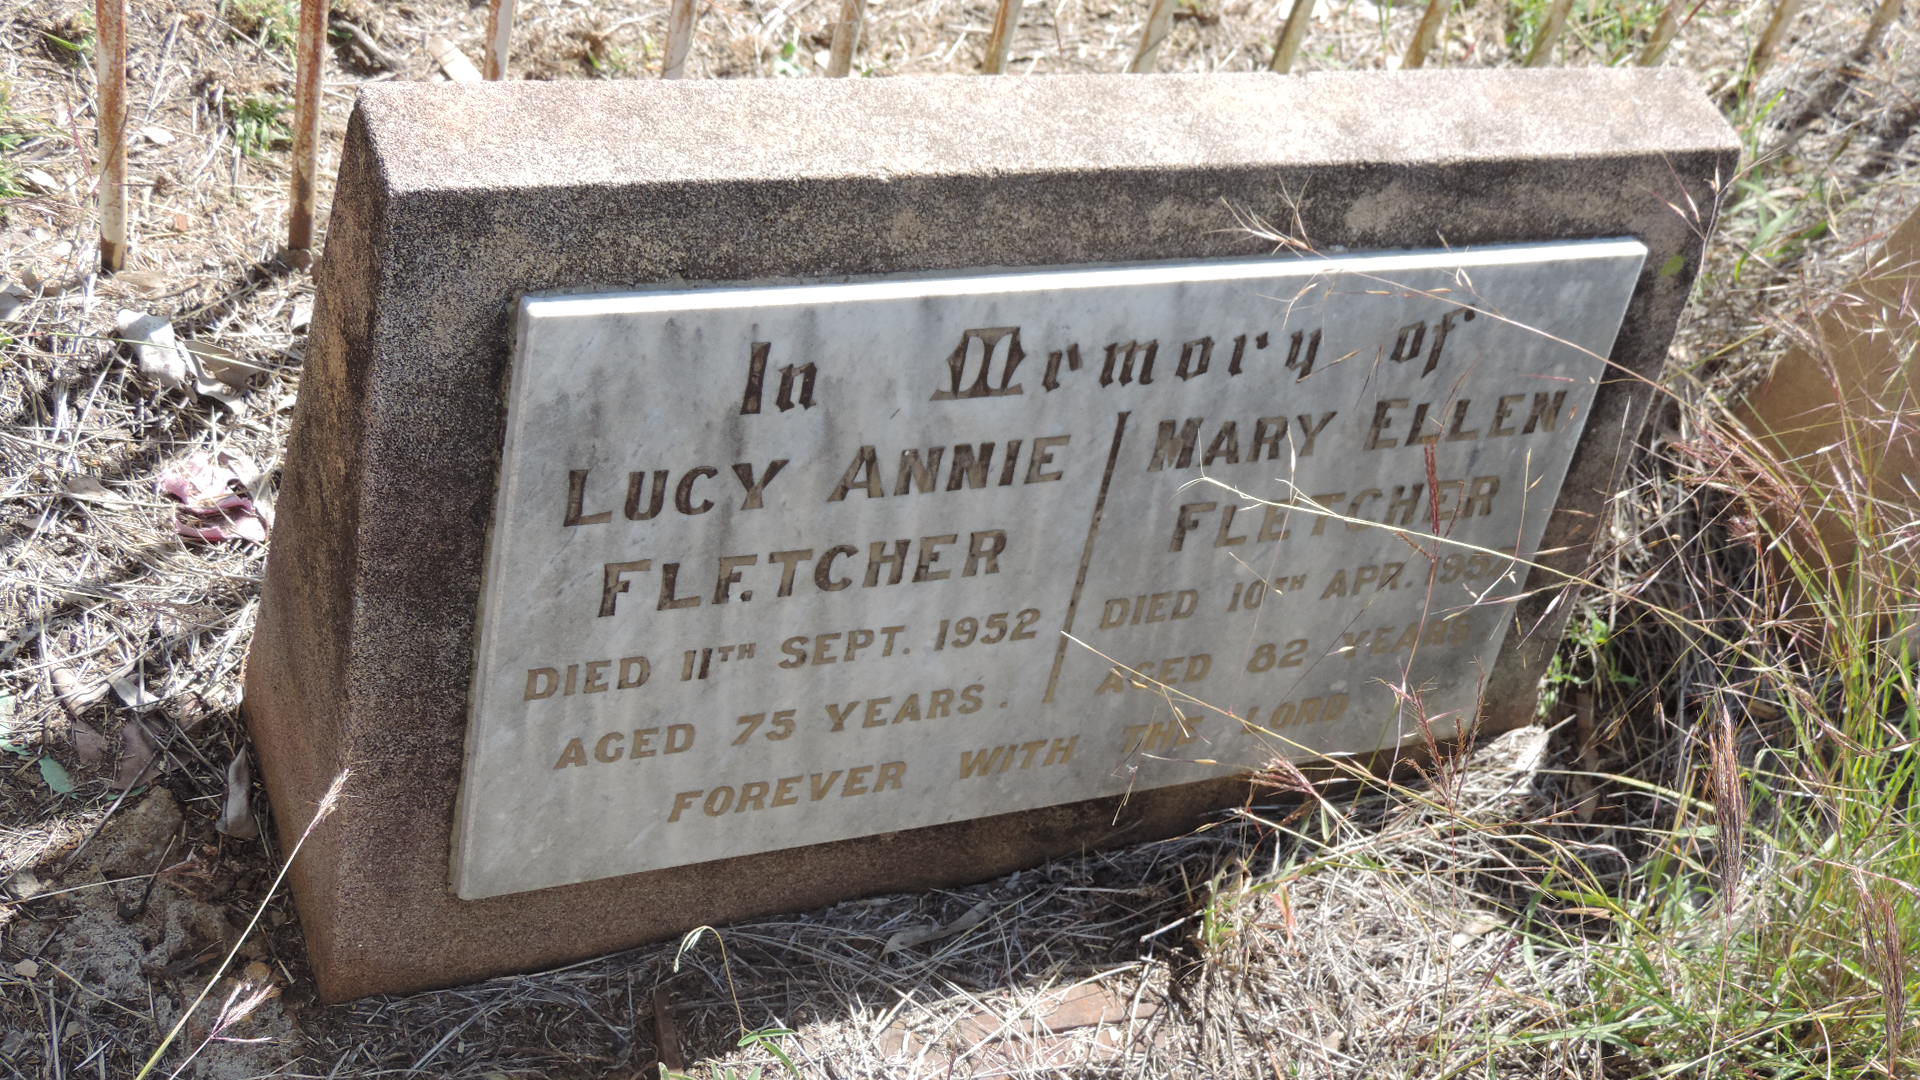 In Memory of
LUCY ANNIE
FLETCHER
DIED 11TH SEPT. 1952
AGED 75 YEARS.
MARY ELLEN
FLETCHER
DIED 10TH APR. 1957
AGED 82 YEARS.
FOREVER WITH THE LORD